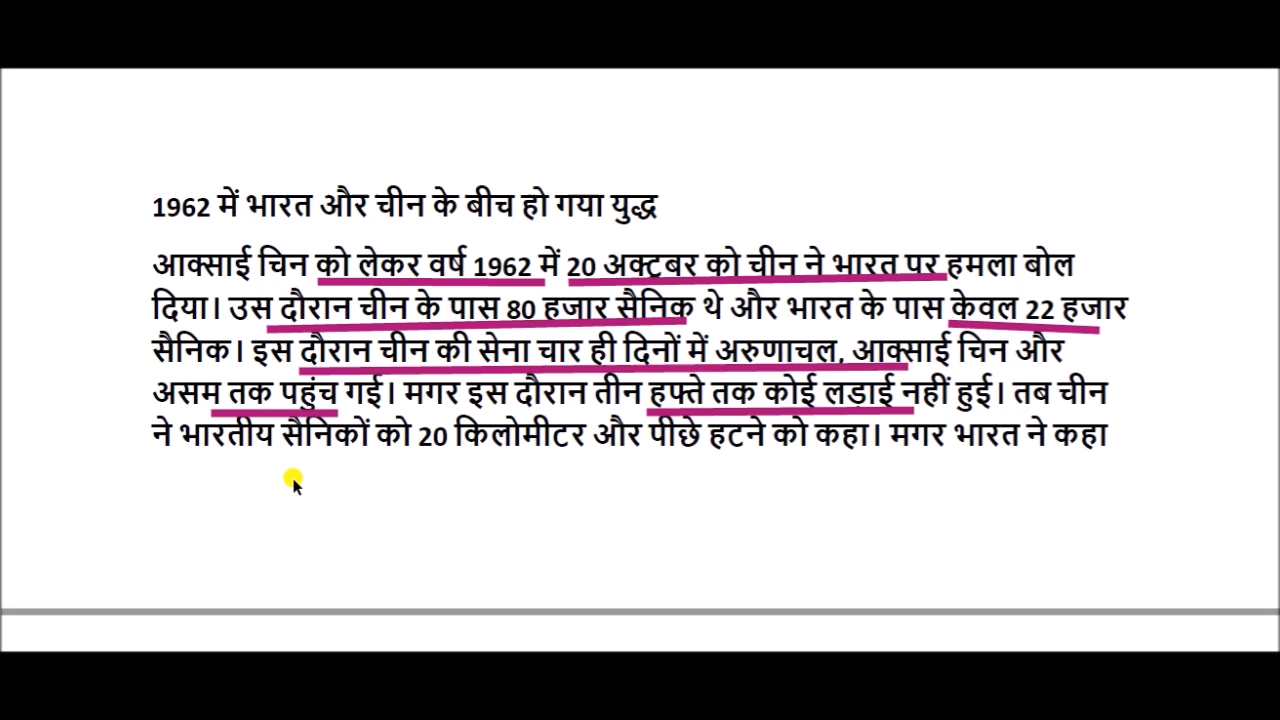 1962 में भारत और चीन के बीच हो गया युद्ध
आक्साई चिन को लेकर वर्ष 1962 में 20 अक्टूबर को चीन ने भारत पर हमला बोल
दिया। उस दौरान चीन के पास 80 हजार सैनिक थे और भारत के पास केवल 22 हजार
सैनिक। इस दौरान चीन की सेना चार ही दिनों में अरुणाचल, आक्साई चिन और
असम तक पहुंच गई। मगर इस दौरान तीन हफ्ते तक कोई लड़ाई नहीं हुई। तब चीन
ने भारतीय सैनिकों को 20 किलोमीटर और पीछे हटने को कहा। मगर भारत ने कहा